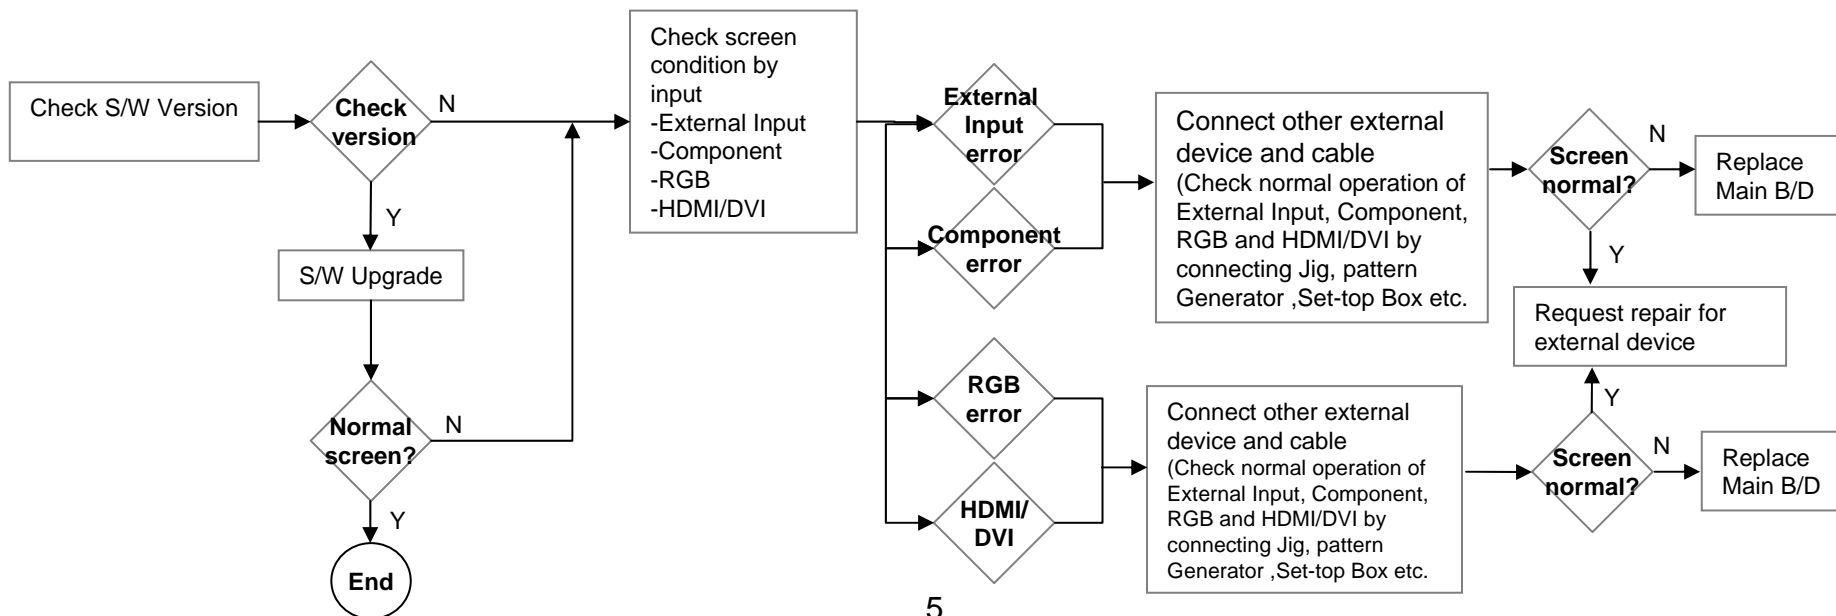 Check S/W Version
Check
version
N
Y
S/W Upgrade
Normal
screen?
N
Y
End
Check screen
condition by
input
-External Input
-Component
-RGB
-HDMI/DVI
External
Input
error
Component
error
RGB
error
HDMI/
DVI
Connect other external
device and cable
(Check normal operation of
External Input, Component,
RGB and HDMI/DVI by
connecting Jig, pattern
Generator ,Set-top Box etc.
Screen
normal?
N
Replace
Main B/D
Y
Request repair for
external device
Connect other external
device and cable
(Check normal operation of
External Input, Component,
RGB and HDMI/DVI by
connecting Jig, pattern
Generator ,Set-top Box etc.
Y
Screen
normal?
N
Replace
Main B/D
5